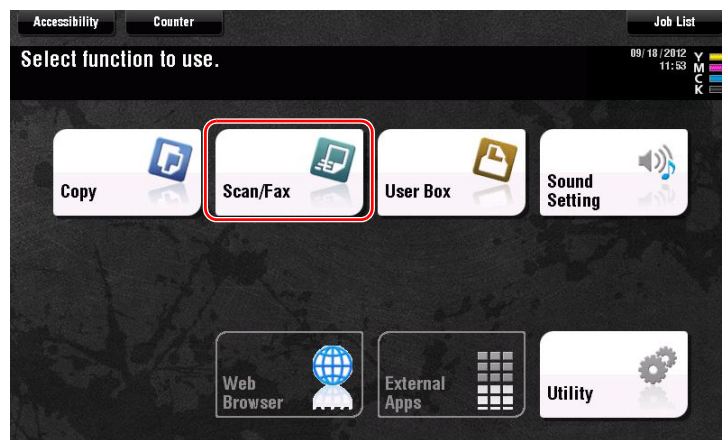 Accessibility
Counter
Job List
Select function to use.
09/18/2012
11:53
Y
M
C
K
Copy
Scan/Fax
User Box
Sound
Setting
Web
Browser
External
Apps
Utility